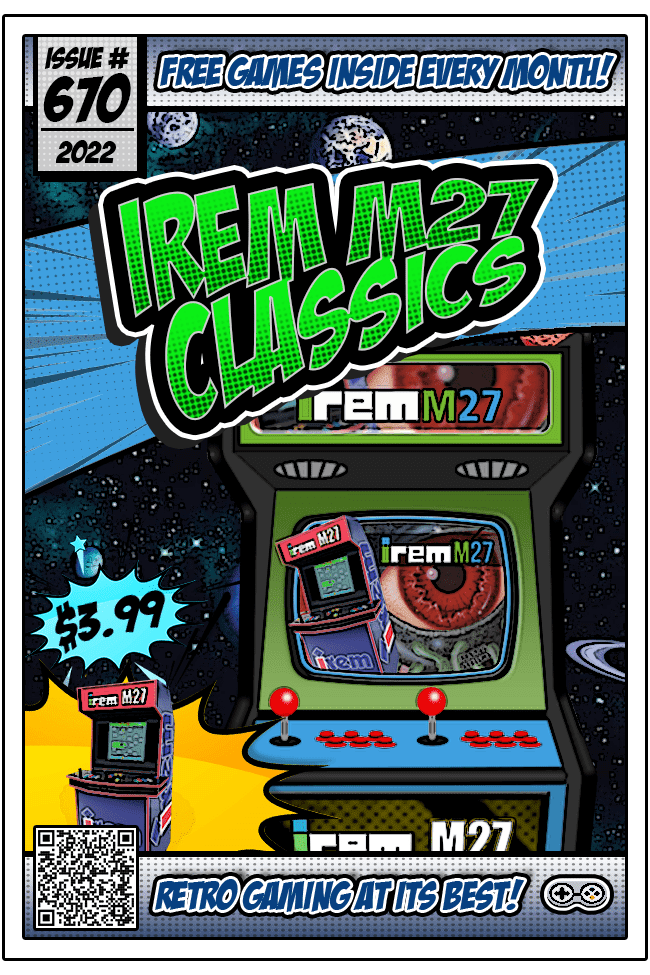 ISSUE #
670
2022
FREE GAMES INSIDE EVERY MONTH!
IREM M27
CLASSICS
irem M27
irem M27
irem M27
irem
$3.99
irem M27
irem
irem M27
RETRO GAMING AT ITS BEST!